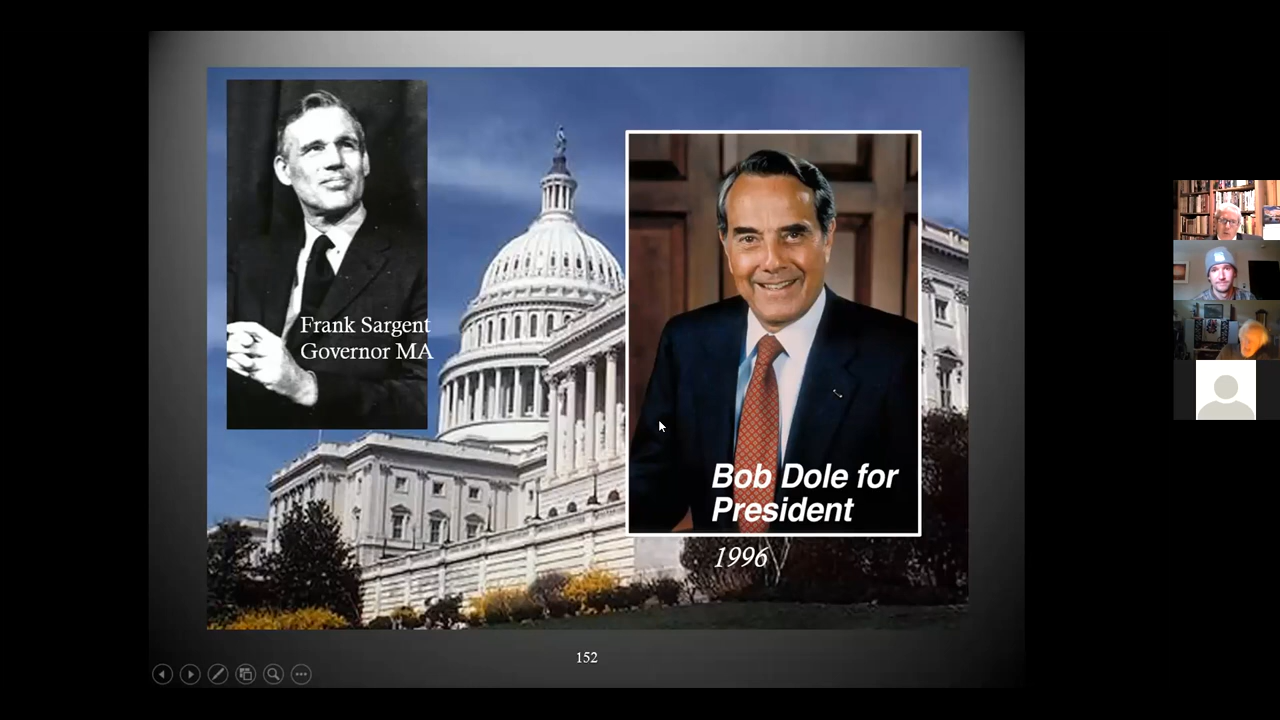 Frank Sargent
Governor MA
Bob Dole for
President
1996
152